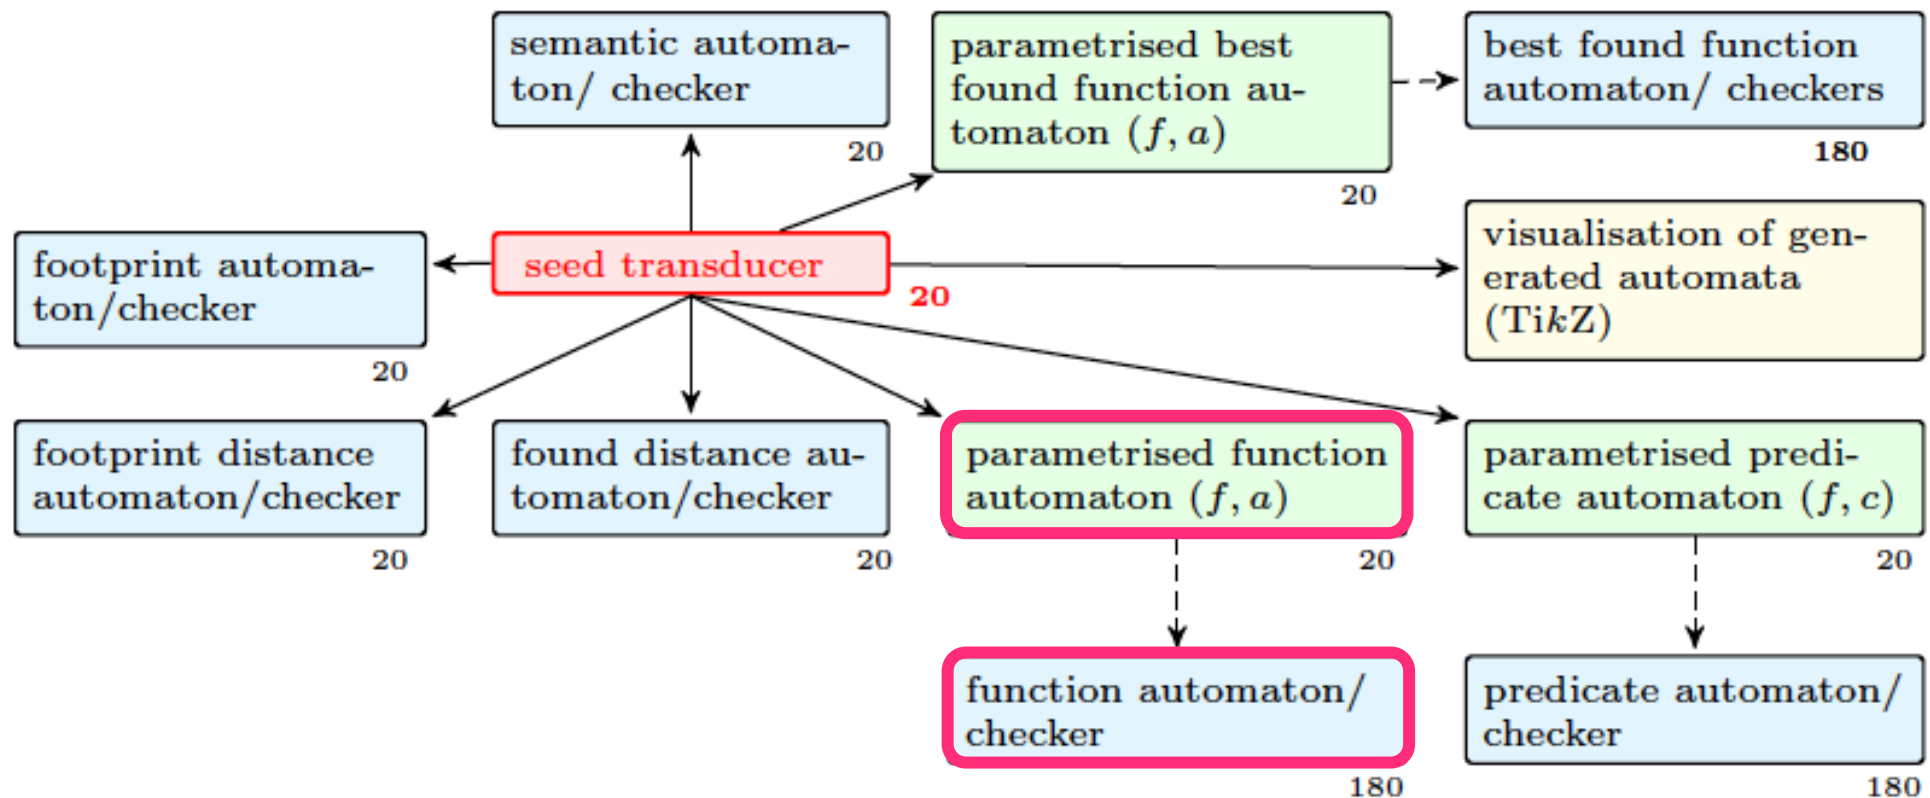 semantic automa-
ton/ checker
20
parametrised best
found function au-
tomaton (f, a)
20
best found function
automaton/ checkers
180
footprint automa-
ton/checker
20
seed transducer
20
visualisation of gen-
erated automata
(TikZ)
footprint distance
automaton/checker
20
found distance au-
tomaton/checker
20
parametrised function
automaton (f, a)
20
parametrised predi-
cate automaton (f, c)
20
function automaton/
checker
180
predicate automaton/
checker
180